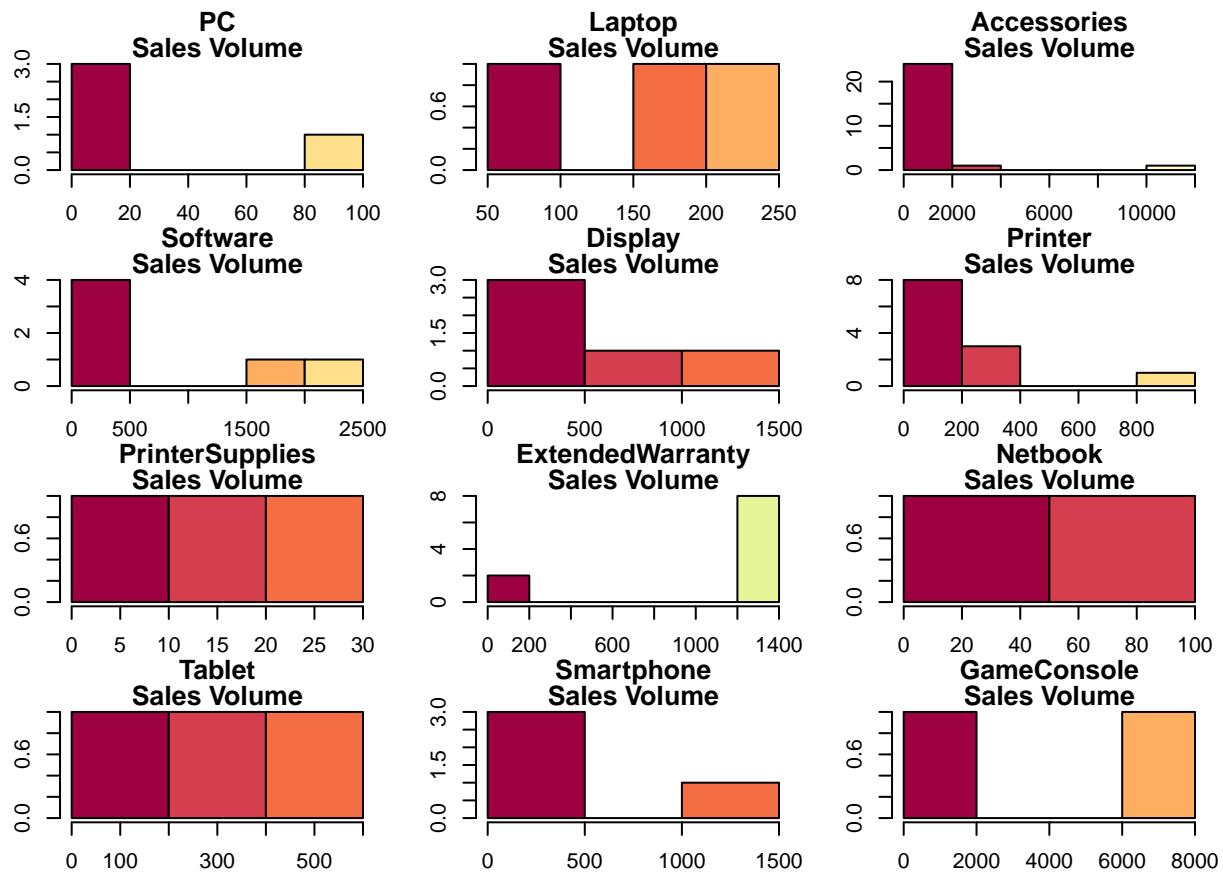 PC
Sales Volume
0.0 1.5 3.0
0 20 40 60 80 100
Laptop
Sales Volume
0.0 0.6
50 100 150 200 250
Accessories
Sales Volume
0 10 20
0 2000 6000 10000
Software
Sales Volume
0 2 4
0 500 1500 2500
Display
Sales Volume
0.0 1.5 3.0
0 500 1000 1500
Printer
Sales Volume
0 4 8
0 200 400 600 800
PrinterSupplies
Sales Volume
0.0 0.6
0 5 10 15 20 25 30
ExtendedWarranty
Sales Volume
0 4 8
0 200 600 1000 1400
Netbook
Sales Volume
0.0 0.6
0 20 40 60 80 100
Tablet
Sales Volume
0.0 0.6
0 100 300 500
Smartphone
Sales Volume
0.0 1.5 3.0
0 500 1000 1500
GameConsole
Sales Volume
0.0 0.6
0 2000 4000 6000 8000